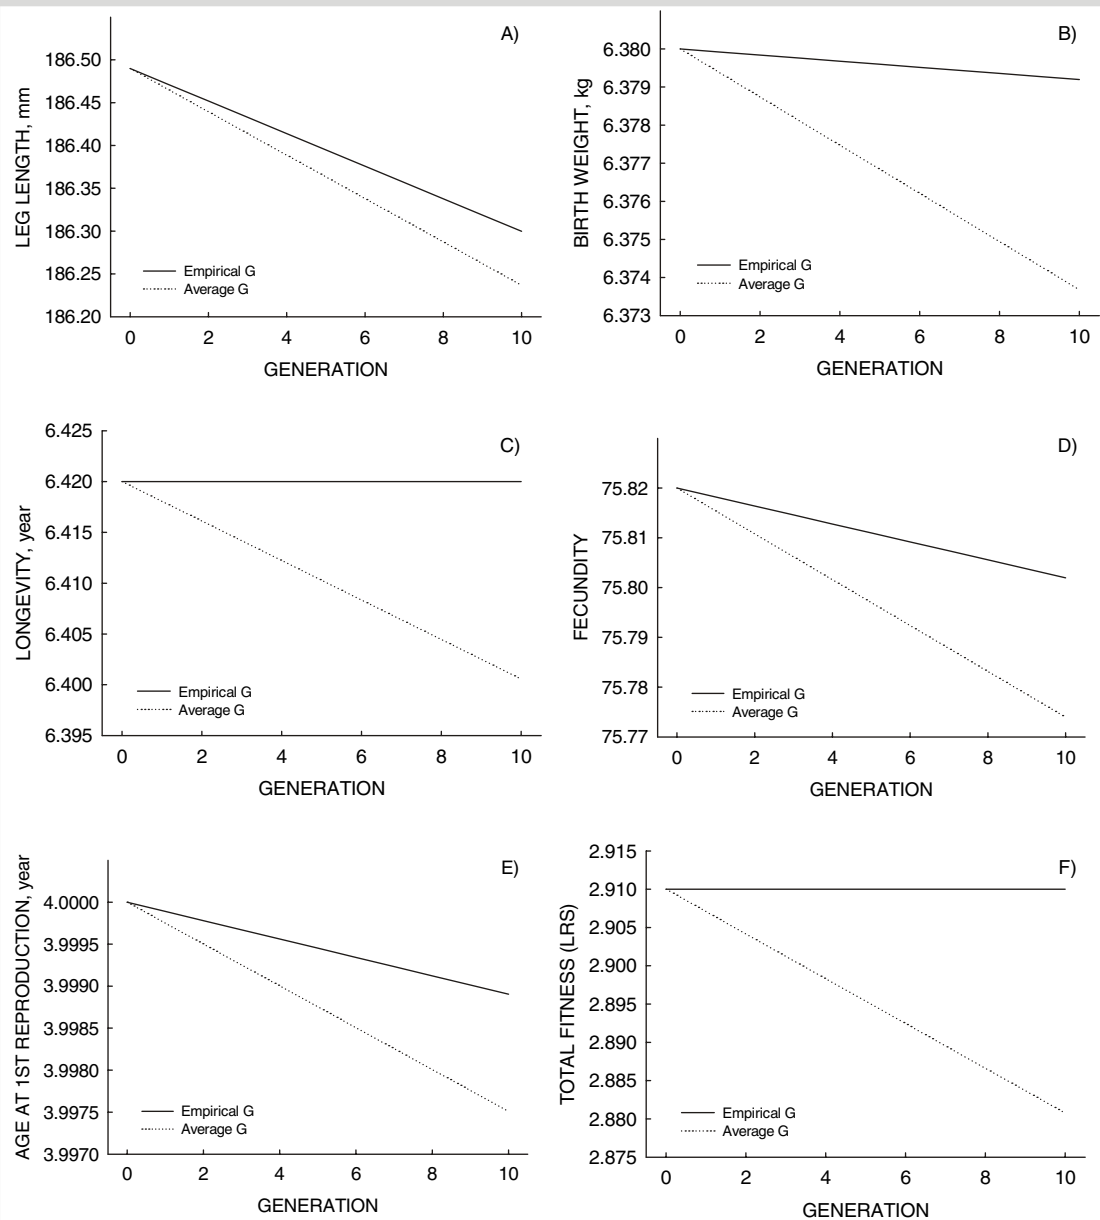 A)
LEG LENGTH, mm
186.50
186.45
186.40
186.35
186.30
186.25
186.20
Empirical G
Average G
0 2 4 6 8 10
GENERATION
B)
BIRTH WEIGHT, kg
6.380
6.379
6.378
6.377
6.376
6.375
6.374
6.373
Empirical G
Average G
0 2 4 6 8 10
GENERATION
C)
LONGEVITY, year
6.425
6.420
6.415
6.410
6.405
6.400
6.395
Empirical G
Average G
0 2 4 6 8 10
GENERATION
D)
FECUNDITY
75.82
75.81
75.80
75.79
75.78
75.77
Empirical G
Average G
0 2 4 6 8 10
GENERATION
E)
AGE AT 1ST REPRODUCTION, year
4.0000
3.9995
3.9990
3.9985
3.9980
3.9975
3.9970
Empirical G
Average G
0 2 4 6 8 10
GENERATION
F)
TOTAL FITNESS (LRS)
2.915
2.910
2.905
2.900
2.895
2.890
2.885
2.880
2.875
Empirical G
Average G
0 2 4 6 8 10
GENERATION